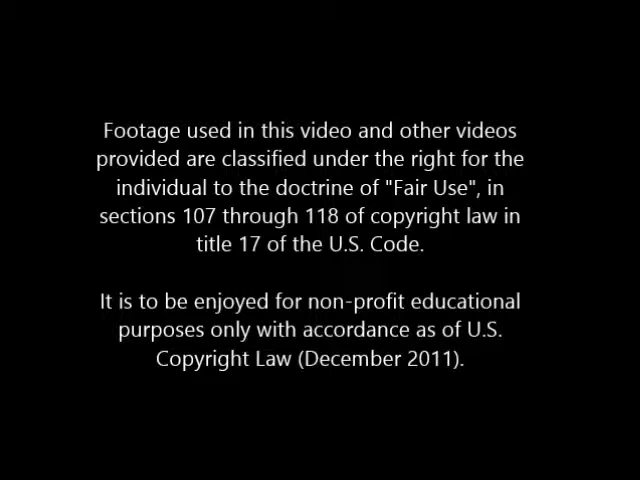 Footage used in this video and other videos
provided are classified under the right for the
individual to the doctrine of "Fair Use", in
sections 107 through 118 of copyright law in
title 17 of the U.S. Code.
It is to be enjoyed for non-profit educational
purposes only with accordance as of U.S.
Copyright Law (December 2011).